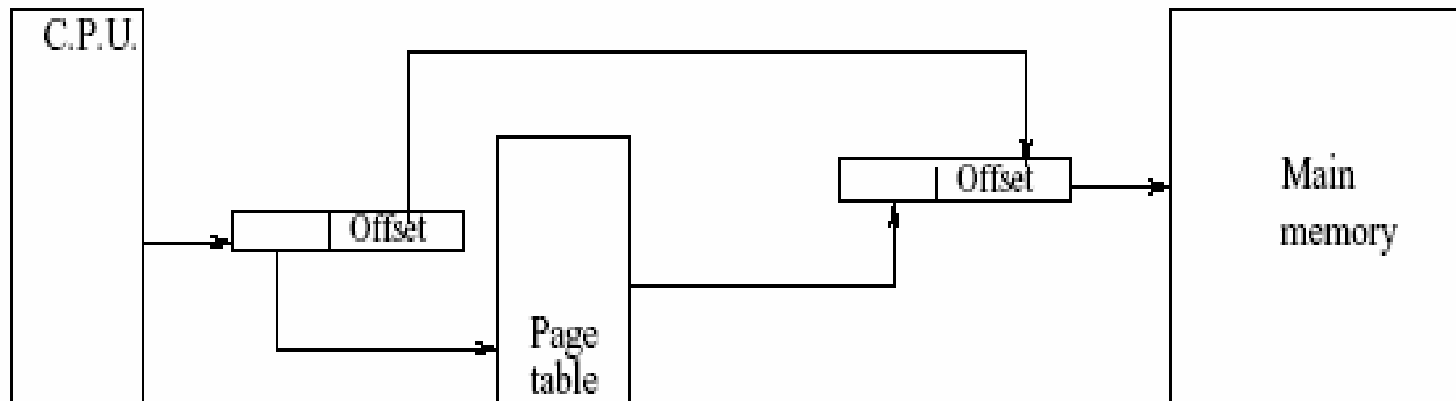 C.P.U.
Offset
Page
table
Offset
Main
memory